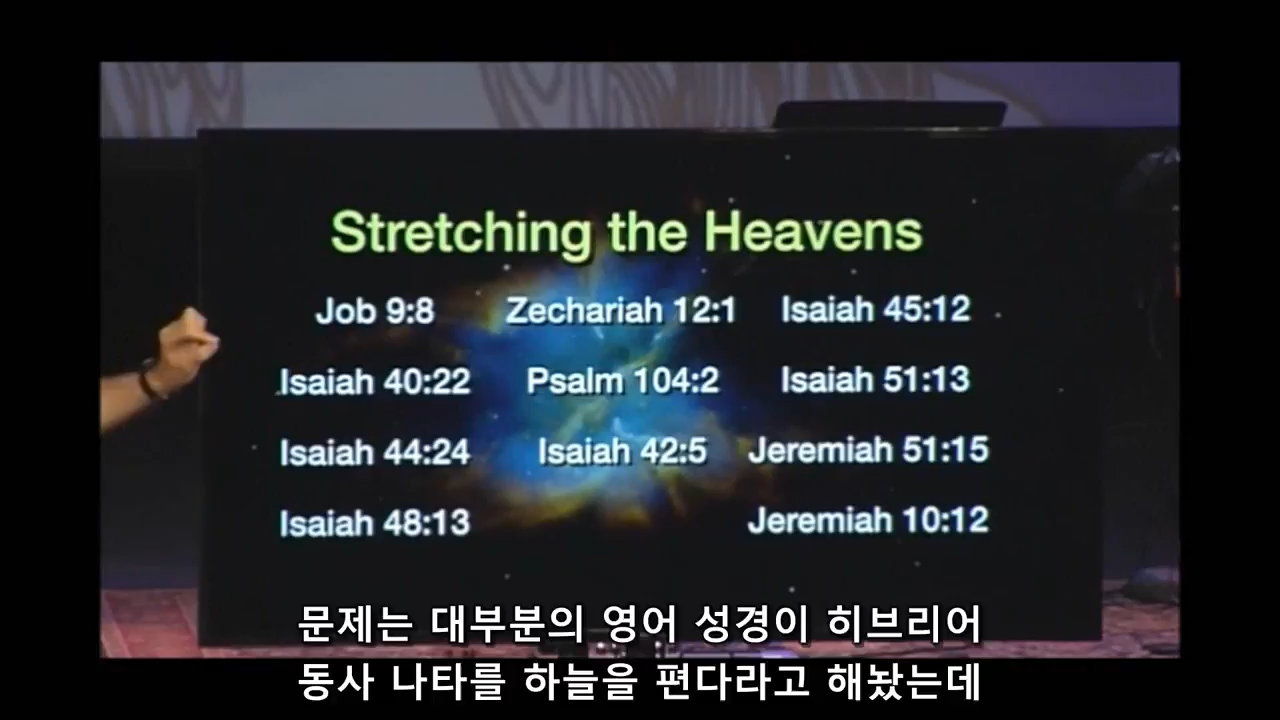 Stretching the Heavens
Job 9:8 Zechariah 12:1 Isaiah 45:12
Isaiah 40:22 Psalm 104:2 Isaiah 51:13
Isaiah 44:24 Isaiah 42:5 Jeremiah 51:15
Isaiah 48:13 Jeremiah 10:12
문제는 대부분의 영어 성경이 히브리어
동사 나타를 하늘을 편다라고 해놨는데